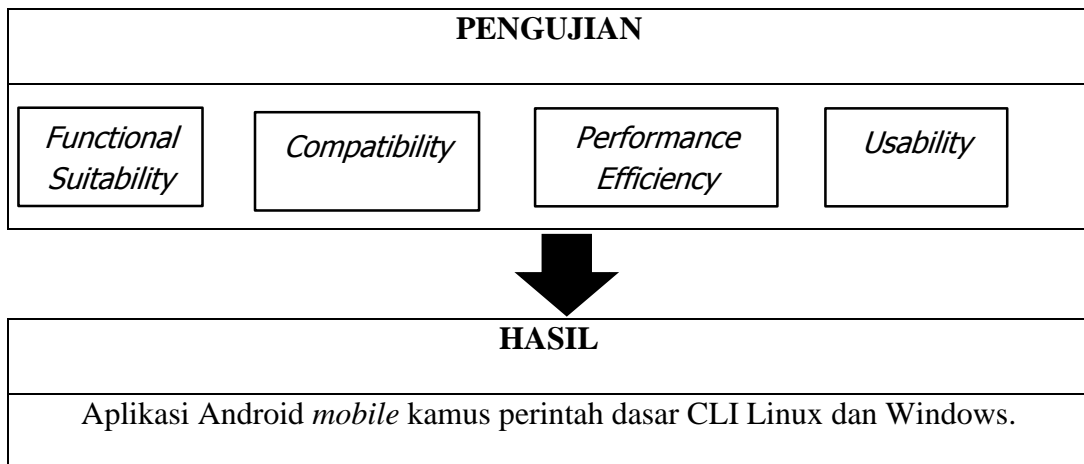 PENGUJIAN
Functional
Suitability
Compatibility
Performance
Efficiency
Usability
HASIL
Aplikasi Android mobile kamus perintah dasar CLI Linux dan Windows.